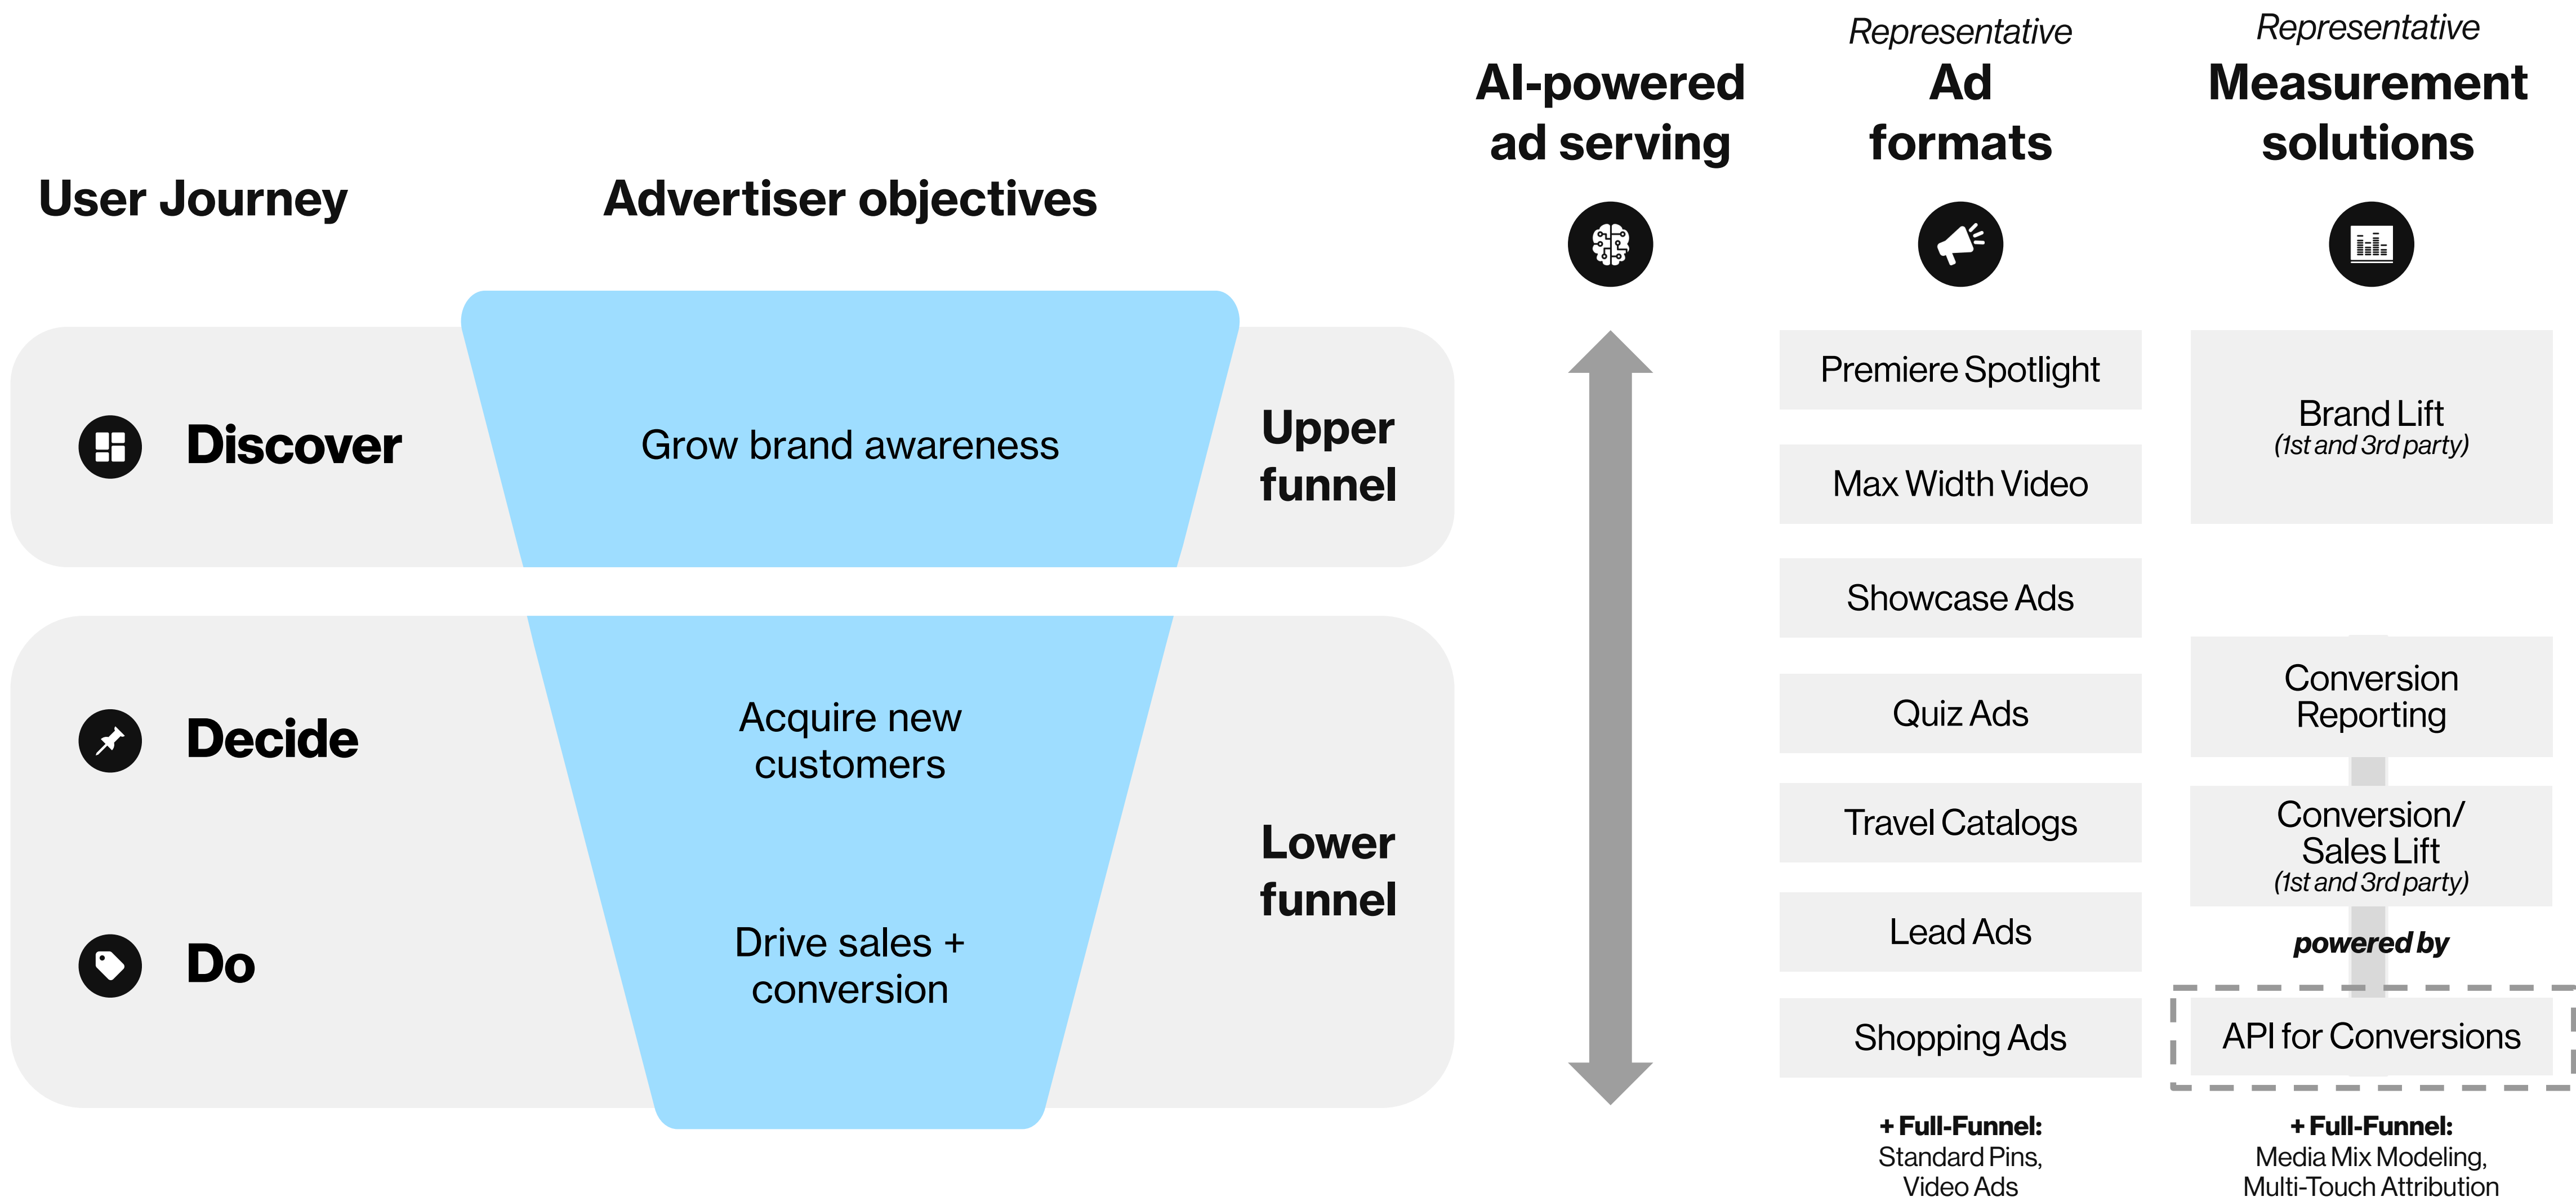 User Journey
Advertiser objectives
AI-powered
ad serving
Representative
Ad
formats
Representative
Measurement
solutions
Discover
Grow brand awareness
Upper
funnel
Decide
Acquire new
customers
Do
Drive sales +
conversion
Lower
funnel
Premiere Spotlight
Max Width Video
Showcase Ads
Quiz Ads
Travel Catalogs
Lead Ads
Shopping Ads
+ Full-Funnel:
Standard Pins,
Video Ads
Brand Lift
(1st and 3rd party)
Conversion
Reporting
Conversion/
Sales Lift
(1st and 3rd party)
powered by
API for Conversions
+ Full-Funnel:
Media Mix Modeling,
Multi-Touch Attribution